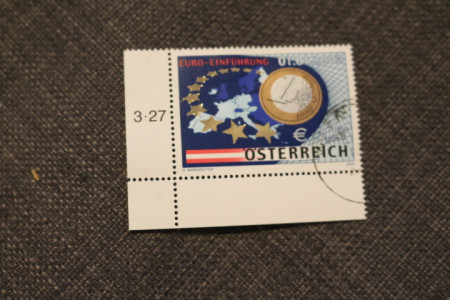 EURO-EINFÜHRUNG
3·27
€
ÖSTERREICH